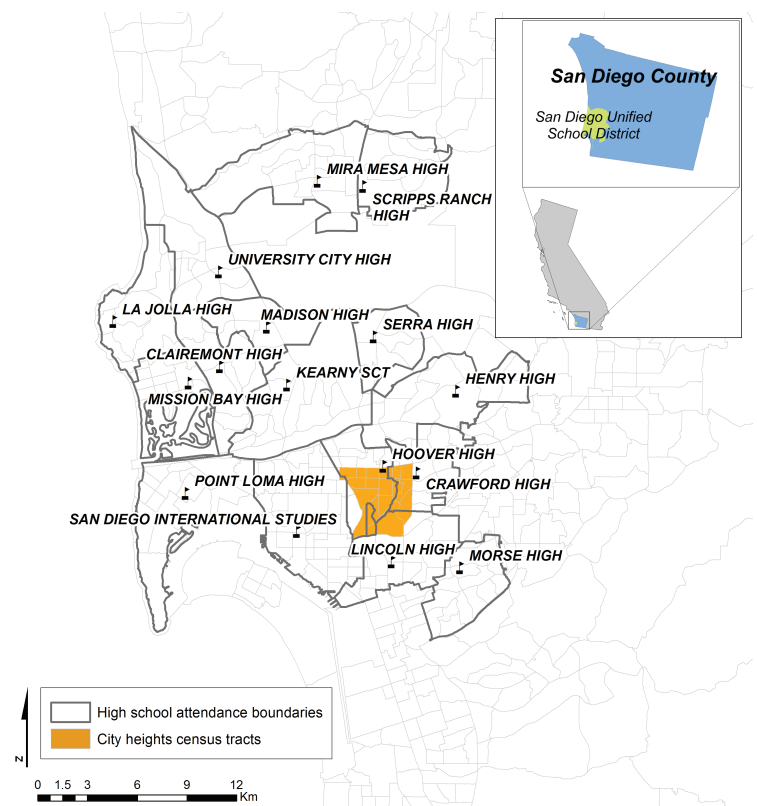 San Diego County
San Diego Unified
School District
MIRA MESA HIGH
SCRIPPS RANCH
HIGH
UNIVERSITY CITY HIGH
LA JOLLA HIGH
MADISON HIGH
SERRA HIGH
CLAIREMONT HIGH
KEARNY SCT
HENRY HIGH
MISSION BAY HIGH
HOOVER HIGH
POINT LOMA HIGH
CRAWFORD HIGH
SAN DIEGO INTERNATIONAL STUDIES
LINCOLN HIGH
MORSE HIGH
High school attendance boundaries
City heights census tracts
N
0 1.5 3 6 9 12
Km